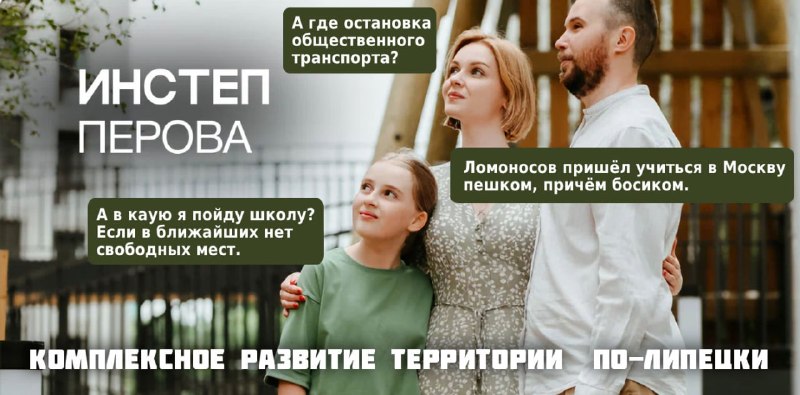 А где остановка
общественного
транспорта?
ИНСТЕП
ПЕРОВА
Ломоносов пришёл учиться в Москву
пешком, причём босиком.
А в каую я пойду школу?
Если в ближайших нет
свободных мест.
КОМПЛЕКСНОЕ РАЗВИТИЕ ТЕРРИТОРИИ ПО-ЛИПЕЦКИ